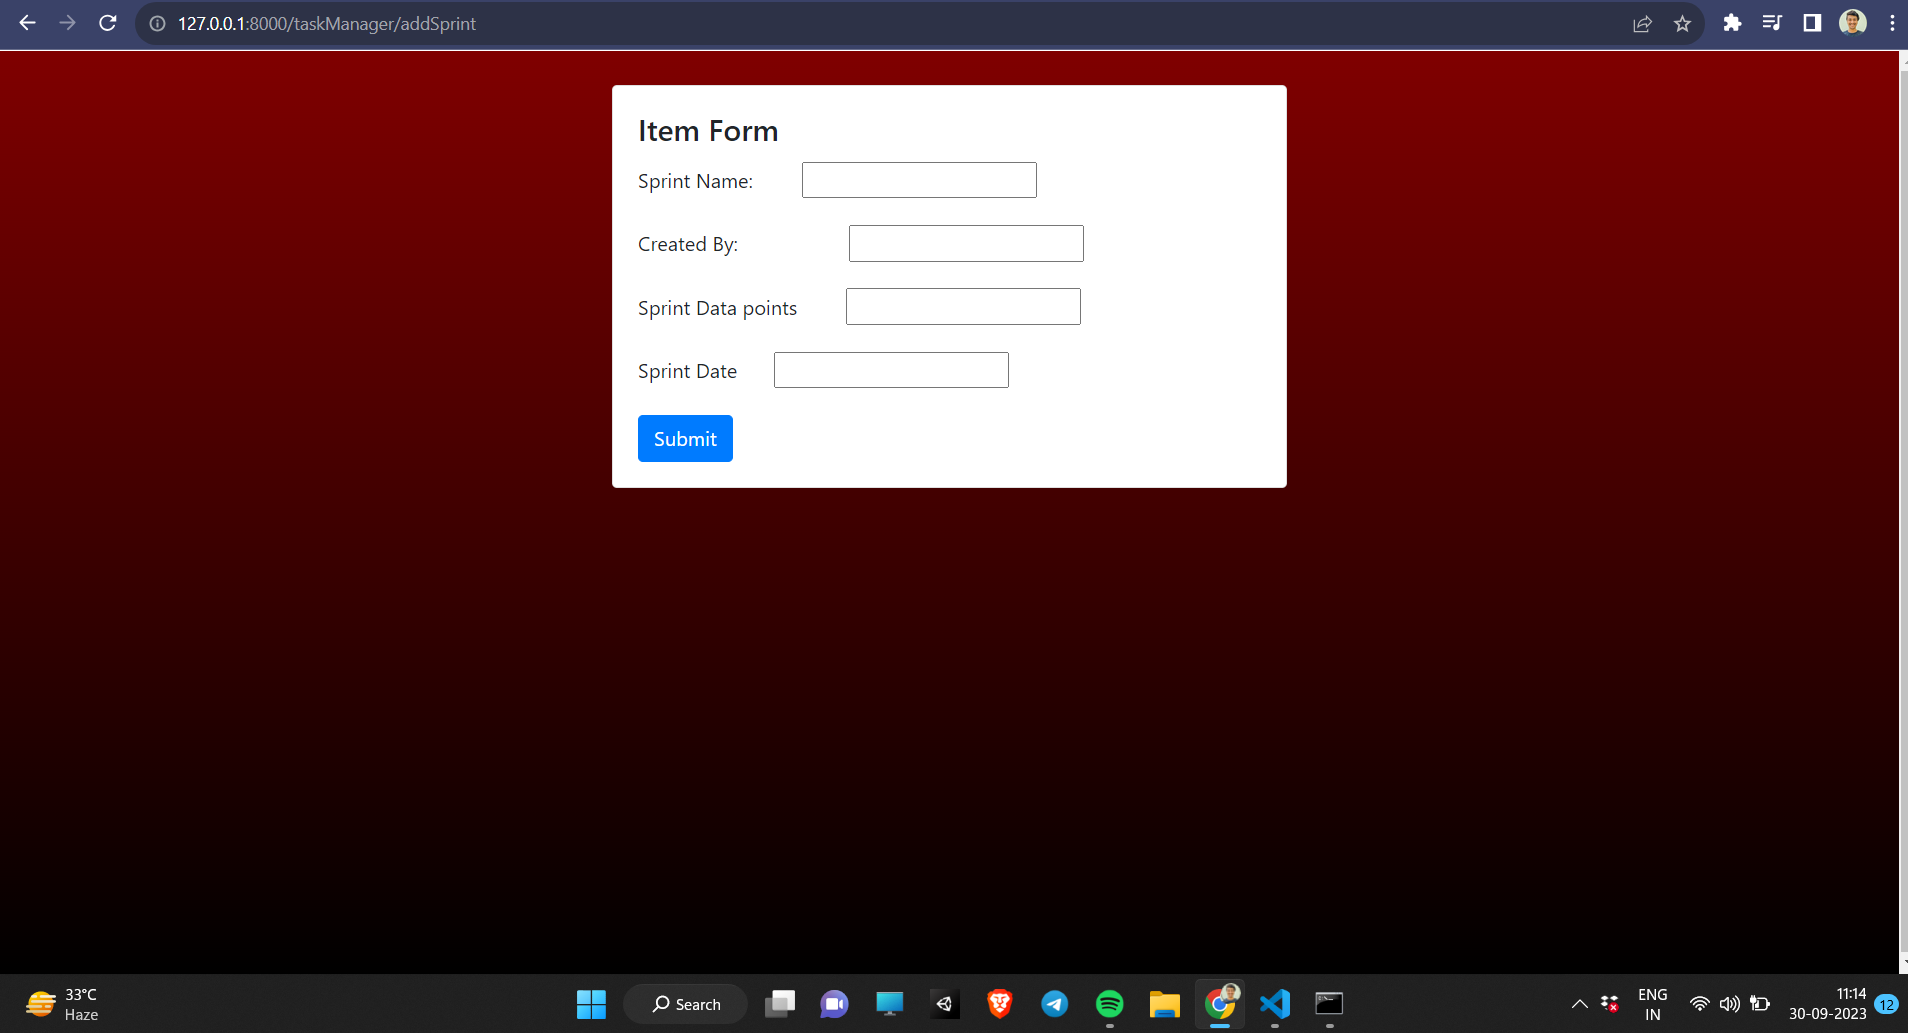 127.0.0.1:8000/taskManager/addSprint
Item Form
Sprint Name:
Created By:
Sprint Data points
Sprint Date
Submit
33°C
Haze
Search
ENG
IN
11:14
30-09-2023
12